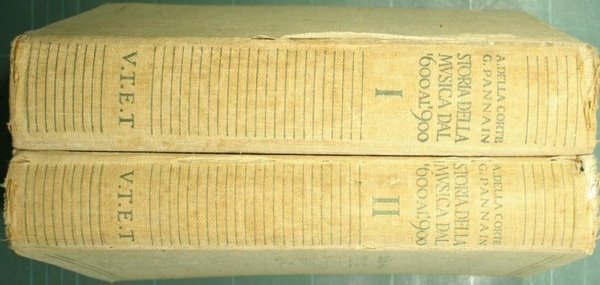 A. DELLA CORTE
G. PANNAIN
STORIA DELLA
MVSICA DAL
'600 AL '900
I
V.T.E.T
A. DELLA CORTE
G. PANNAIN
STORIA DELLA
MVSICA DAL
'600 AL '900
II
V.T.E.T